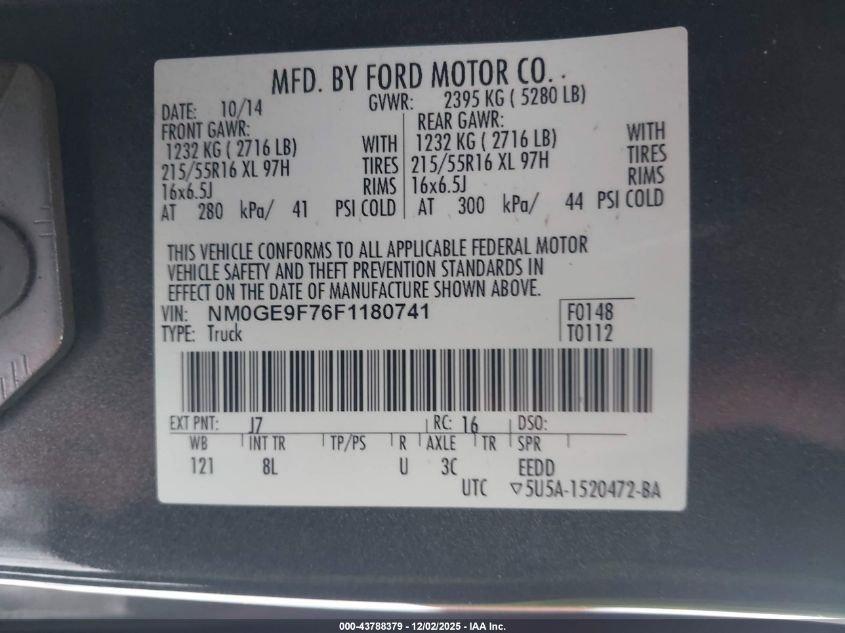 MFD. BY FORD MOTOR CO.
DATE: 10/14 GVWR: 2395 KG ( 5280 LB)
FRONT GAWR: REAR GAWR:
1232 KG ( 2716 LB) WITH 1232 KG ( 2716 LB) WITH
215/55R16 XL 97H TIRES 215/55R16 XL 97H TIRES
16x6.5J RIMS 16x6.5J RIMS
AT 280 kPa/ 41 PSI COLD AT 300 kPa/ 44 PSI COLD
THIS VEHICLE CONFORMS TO ALL APPLICABLE FEDERAL MOTOR
VEHICLE SAFETY AND THEFT PREVENTION STANDARDS IN
EFFECT ON THE DATE OF MANUFACTURE SHOWN ABOVE.
VIN: NM0GE9F76F1180741 F0148
TYPE: Truck T0112
EXT PNT: J7 RC: 16 DSO:
WB INT TR TP/PS R AXLE TR SPR
121 8L U 3C EEDD
UTC ▽5U5A-1520472-BA
000-43788379 - 12/02/2025 - IAA Inc.